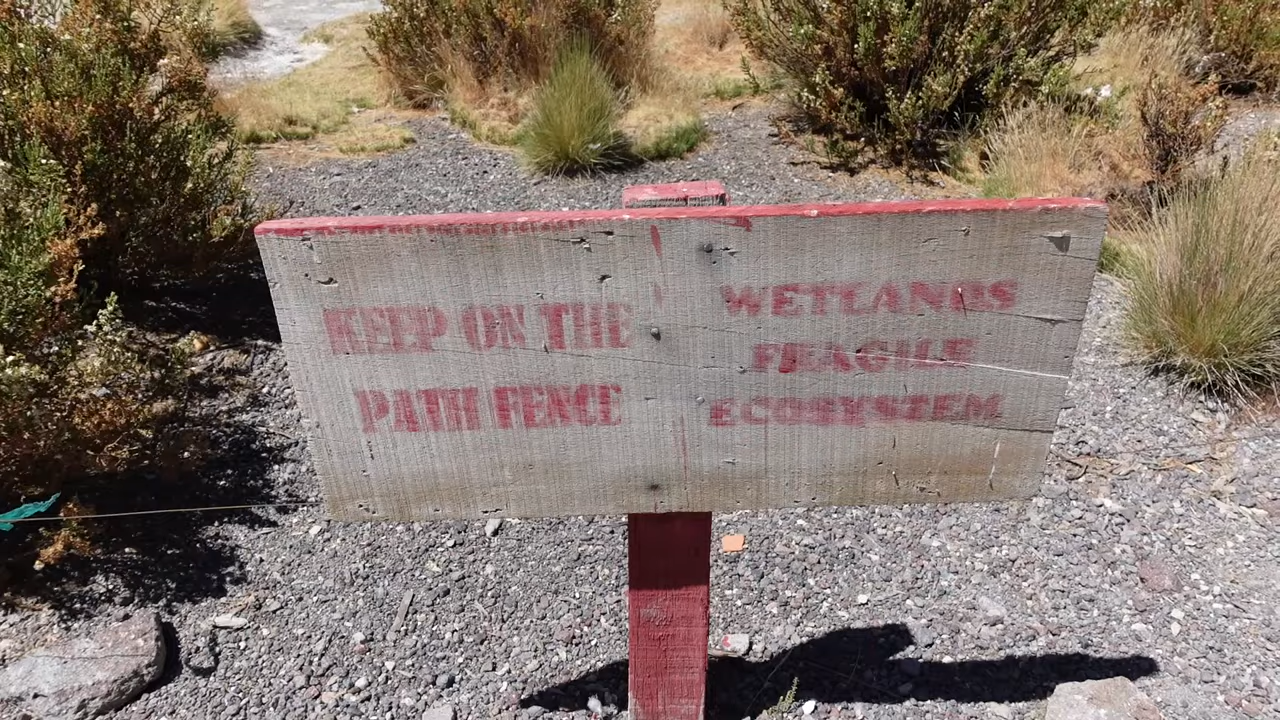 KEEP ON THE
PATH FENCE
WETLANDS
FRAGILE
ECOSYSTEM